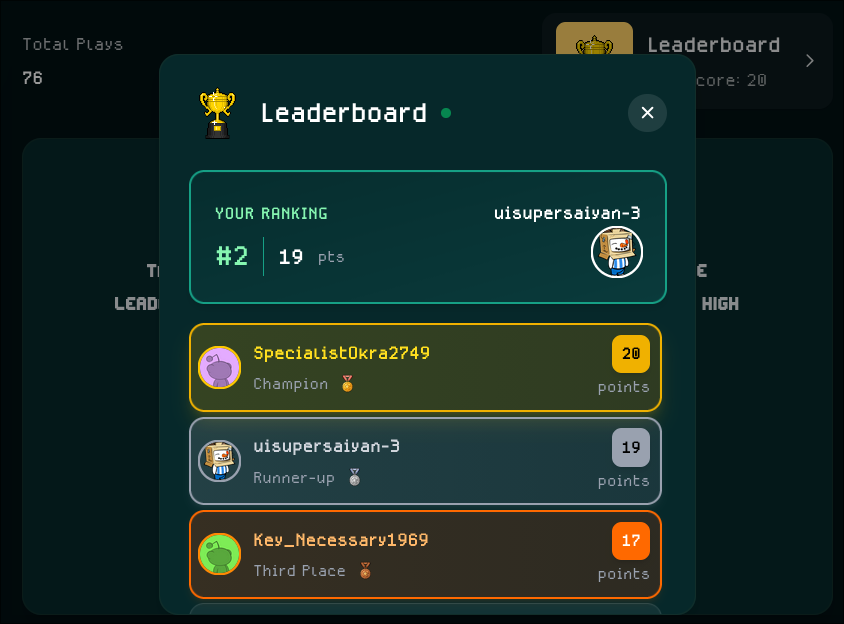 Total Plays
76
Leaderboard
core: 20
Leaderboard
YOUR RANKING
uisupersaiyan-3
#2 19 pts
LEAD
HIGH
SpecialistOkra2749
20
Champion
points
uisupersaiyan-3
19
Runner-up
points
Key_Necessary1969
17
Third Place
points